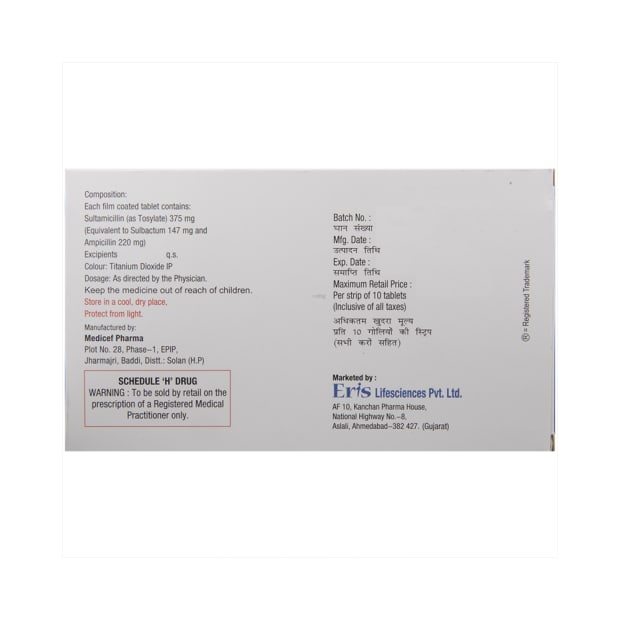 Composition:
Each film coated tablet contains:
Sultamicillin (as Tosylate) 375 mg
(Equivalent to Sulbactum 147 mg and
Ampicillin 220 mg)
Excipients q.s.
Colour: Titanium Dioxide IP
Dosage: As directed by the Physician.
Keep the medicine out of reach of children.
Store in a cool, dry place,
Protect from light.
Manufactured by:
Medicef Pharma
Plot No. 28, Phase–1, EPIP,
Jharmajri, Baddi, Distt.: Solan (H.P)
SCHEDULE 'H' DRUG
WARNING : To be sold by retail on the
prescription of a Registered Medical
Practitioner only.
Batch No. :
घान संख्या
Mfg. Date :
उत्पादन तिथि
Exp. Date :
समाप्ति तिथि
Maximum Retail Price :
Per strip of 10 tablets
(Inclusive of all taxes)
अधिकतम खुदरा मूल्य
प्रति 10 गोलियों की स्ट्रिप
(सभी करों सहित)
Marketed by :
Eris Lifesciences Pvt. Ltd.
AF 10, Kanchan Pharma House,
National Highway No.–8,
Aslali, Ahmedabad–382 427. (Gujarat)
® = Registered Trademark